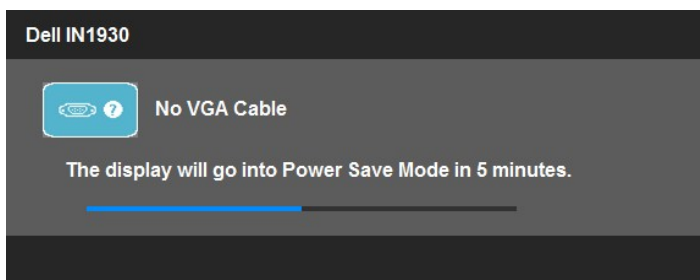 Dell IN1930
?
No VGA Cable
The display will go into Power Save Mode in 5 minutes.